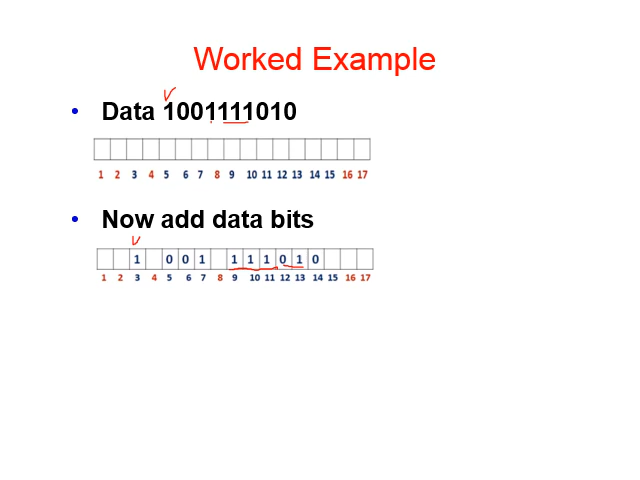 Worked Example
• Data 1001111010
1 2 3 4 5 6 7 8 9 10 11 12 13 14 15 16 17
• Now add data bits
1 0 0 1 1 1 1 0 1 0
1 2 3 4 5 6 7 8 9 10 11 12 13 14 15 16 17